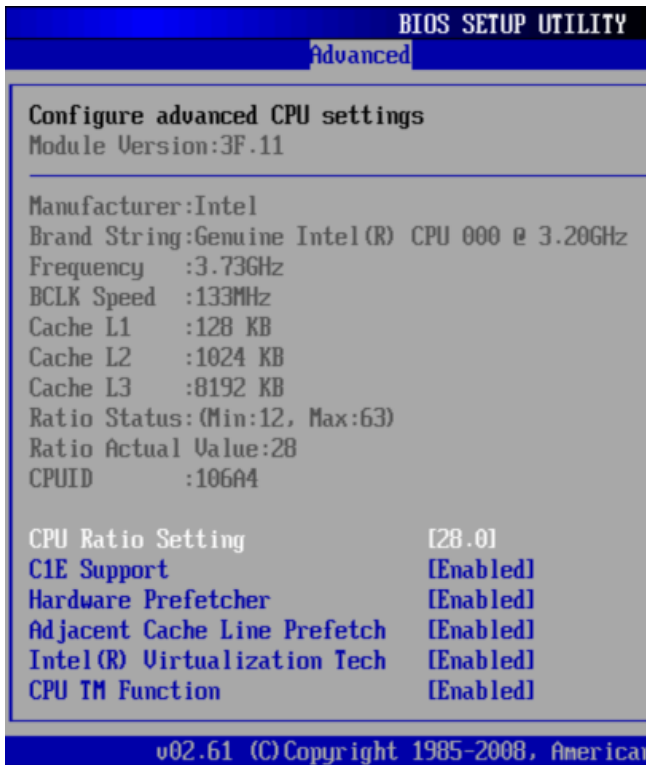 BIOS SETUP UTILITY
Advanced
Configure advanced CPU settings
Module Version:3F.11
Manufacturer:Intel
Brand String:Genuine Intel(R) CPU 000 @ 3.20GHz
Frequency :3.73GHz
BCLK Speed :133MHz
Cache L1 :128 KB
Cache L2 :1024 KB
Cache L3 :8192 KB
Ratio Status:(Min:12, Max:63)
Ratio Actual Value:28
CPUID :106A4
CPU Ratio Setting [28.0]
C1E Support [Enabled]
Hardware Prefetcher [Enabled]
Adjacent Cache Line Prefetch [Enabled]
Intel(R) Virtualization Tech [Enabled]
CPU TM Function [Enabled]
v02.61 (C)Copyright 1985-2008, American